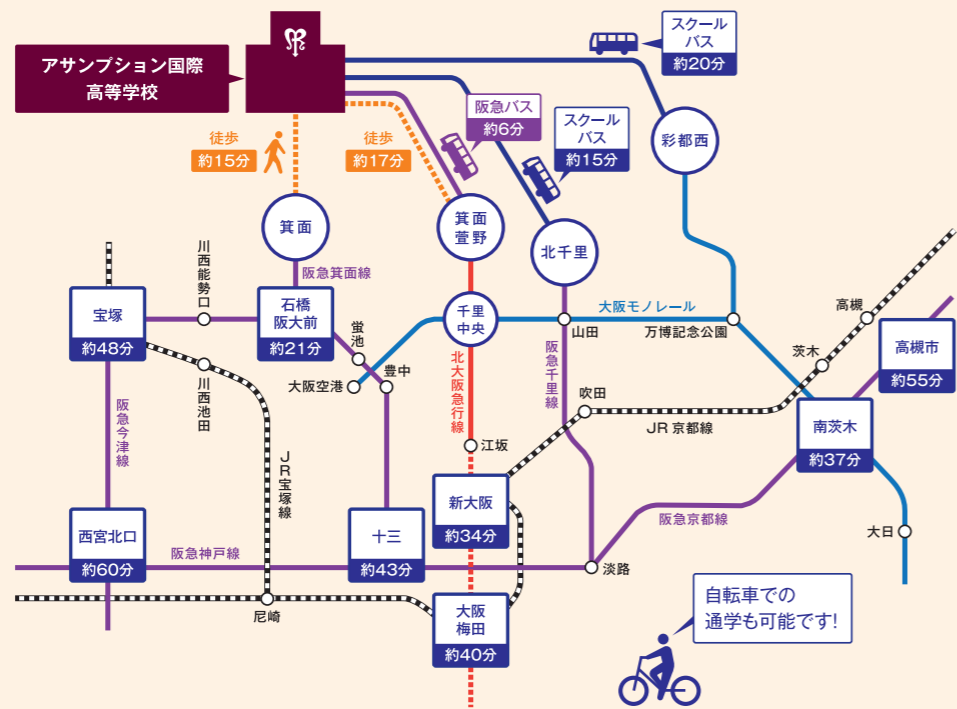 アサンプション国際
高等学校
スクール
バス
約20分
阪急バス
約6分
スクール
バス
約15分
徒歩
約15分
徒歩
約17分
彩都西
箕面
箕面
萱野
北千里
川西能勢口
阪急箕面線
宝塚
約48分
石橋
阪大前
約21分
蛍池
豊中
大阪空港
千里
中央
大阪モノレール
山田
万博記念公園
高槻
茨木
高槻市
約55分
川西池田
阪急今津線
JR宝塚線
北大阪急行線
阪急千里線
吹田
JR京都線
江坂
南茨木
約37分
新大阪
約34分
阪急京都線
大日
西宮北口
約60分
阪急神戸線
十三
約43分
淡路
尼崎
大阪
梅田
約40分
自転車での
通学も可能です!